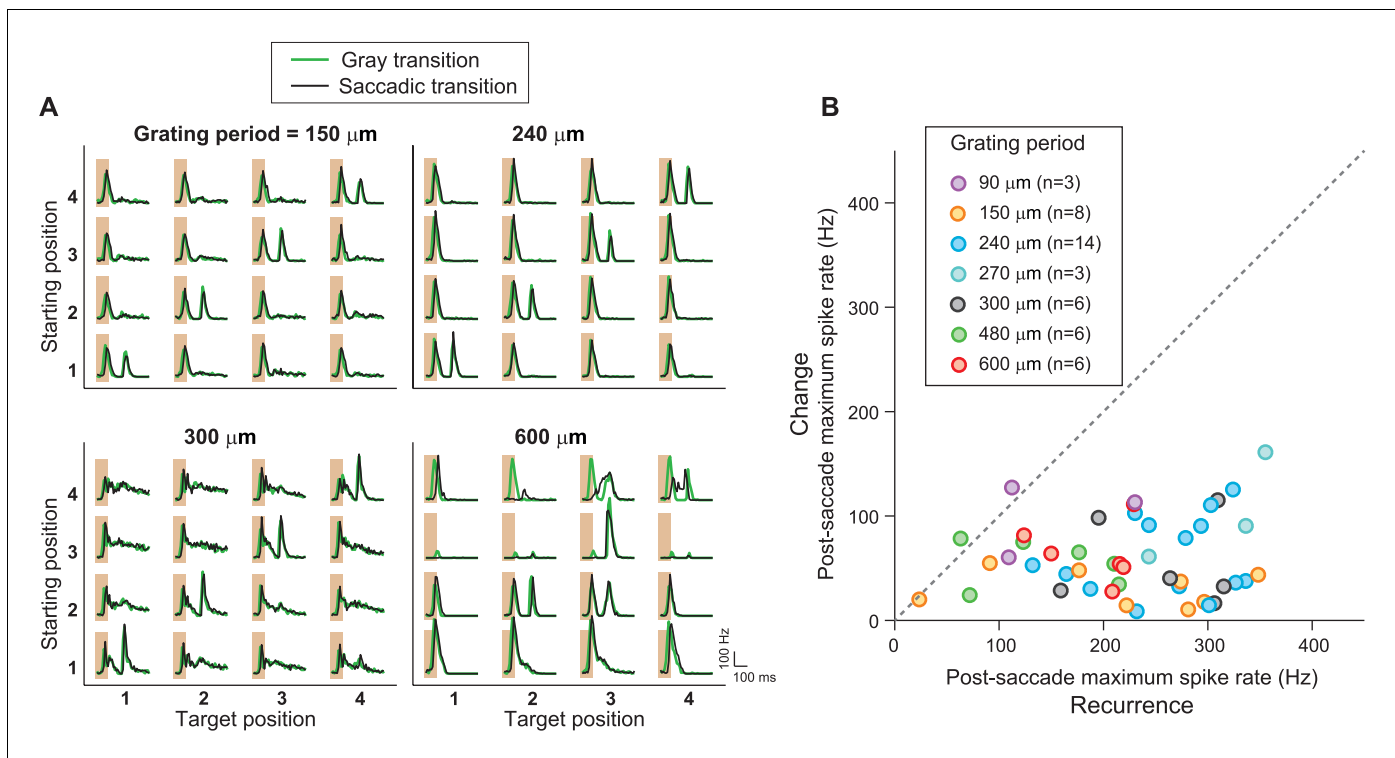 Gray transition
Saccadic transition
A
Grating period = 150 μm
240 μm
Starting position
4
3
2
1
300 μm
600 μm
Starting position
4
3
2
1
100 Hz
100 ms
1 2 3 4
1 2 3 4
Target position
Target position
B
Grating period
90 μm (n=3)
150 μm (n=8)
240 μm (n=14)
270 μm (n=3)
300 μm (n=6)
480 μm (n=6)
600 μm (n=6)
Change
Post-saccade maximum spike rate (Hz)
400
300
200
100
0
0 100 200 300 400
Post-saccade maximum spike rate (Hz)
Recurrence